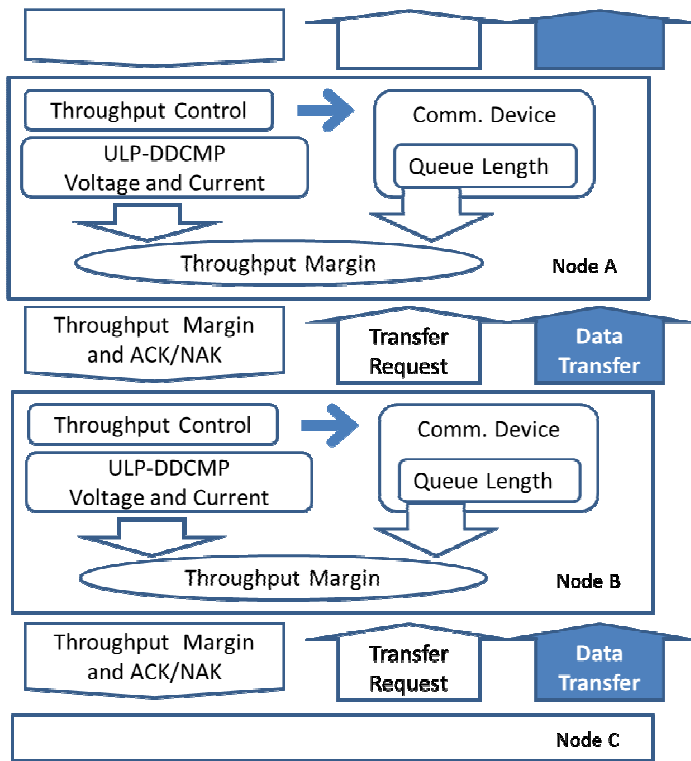 Throughput Control
Comm. Device
ULP-DDCMP
Voltage and Current
Queue Length
Throughput Margin
Node A
Throughput Margin
and ACK/NAK
Transfer
Request
Data
Transfer
Throughput Control
Comm. Device
ULP-DDCMP
Voltage and Current
Queue Length
Throughput Margin
Node B
Throughput Margin
and ACK/NAK
Transfer
Request
Data
Transfer
Node C